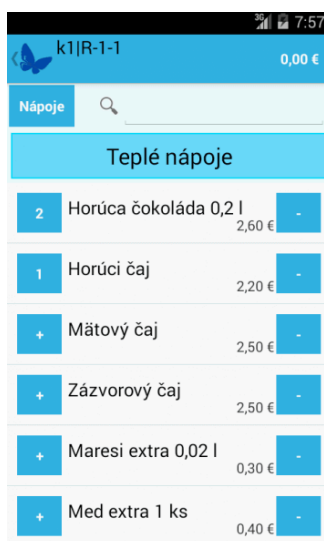 3G 7:57
k1|R-1-1 0,00 €
Nápoje
Teplé nápoje
2 Horúca čokoláda 0,2 l 2,60 € -
1 Horúci čaj 2,20 € -
+ Mätový čaj 2,50 € -
+ Zázvorový čaj 2,50 € -
+ Maresi extra 0,02 l 0,30 € -
+ Med extra 1 ks 0,40 € -